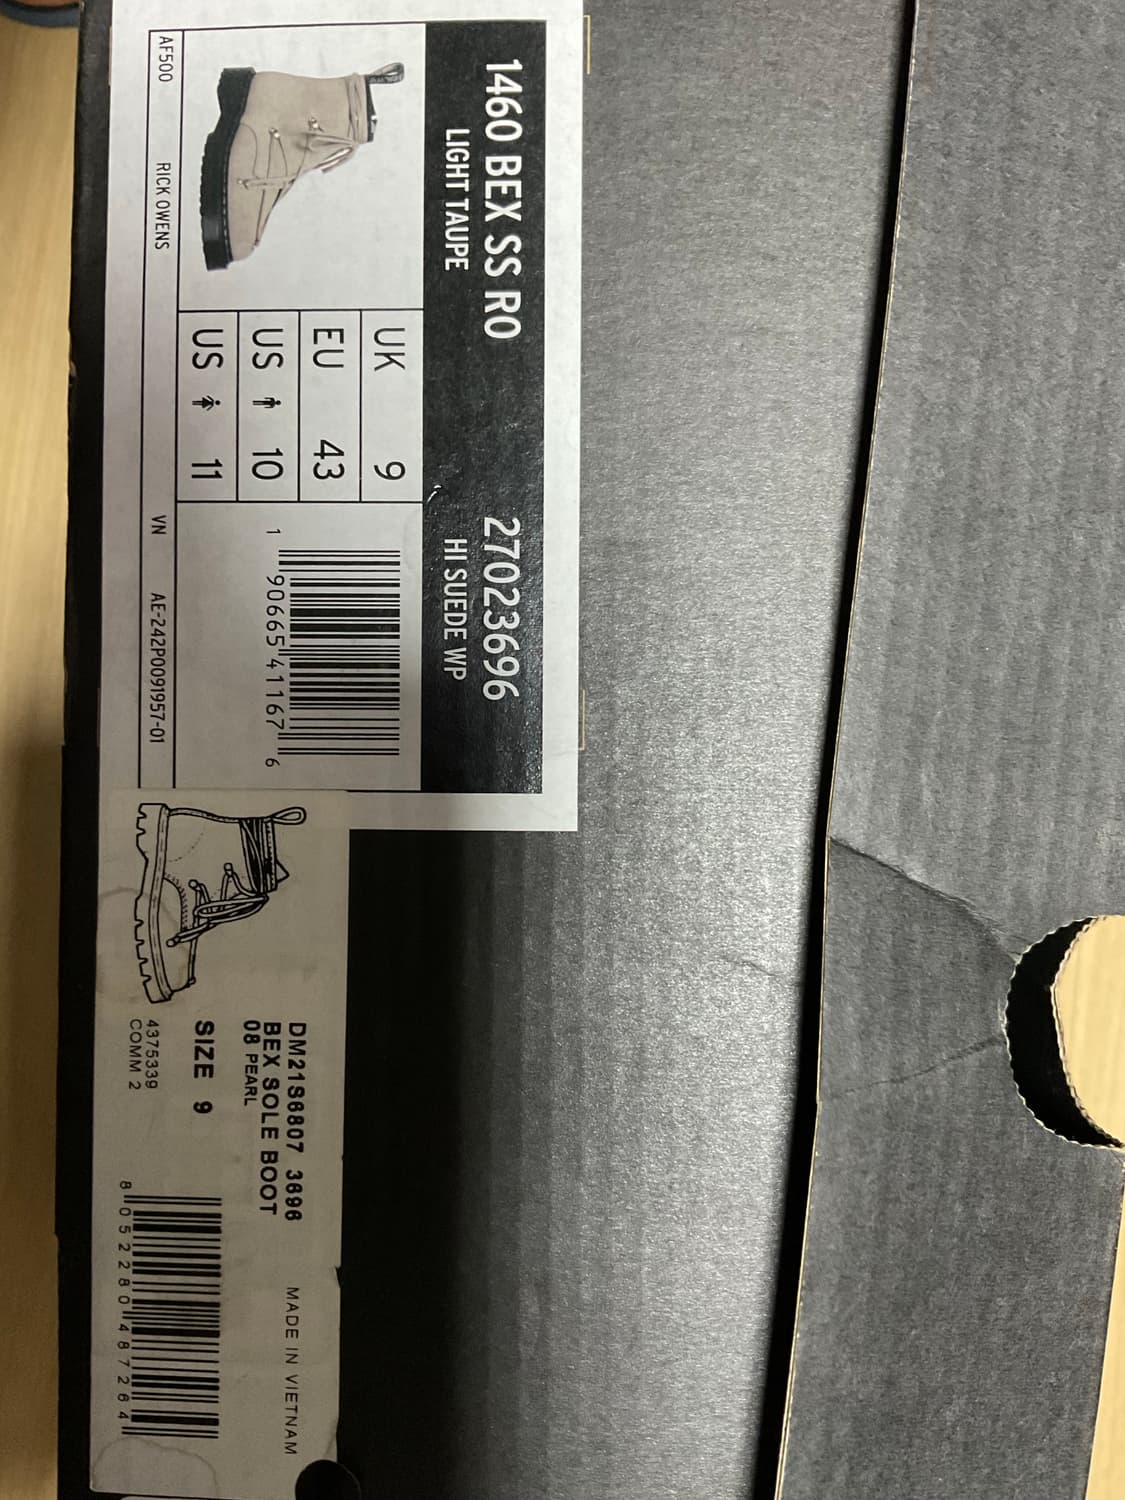 1460 BEX SS RO 27023696
LIGHT TAUPE HI SUEDE WP
UK 9
EU 43
US 10
US 11
1 90665 41167 6
AF500 RICK OWENS VN AE-242P0091957-01
DM21S6807 3696 MADE IN VIETNAM
BEX SOLE BOOT
08 PEARL
SIZE 9
4375339
COMM 2
8 052280 487264